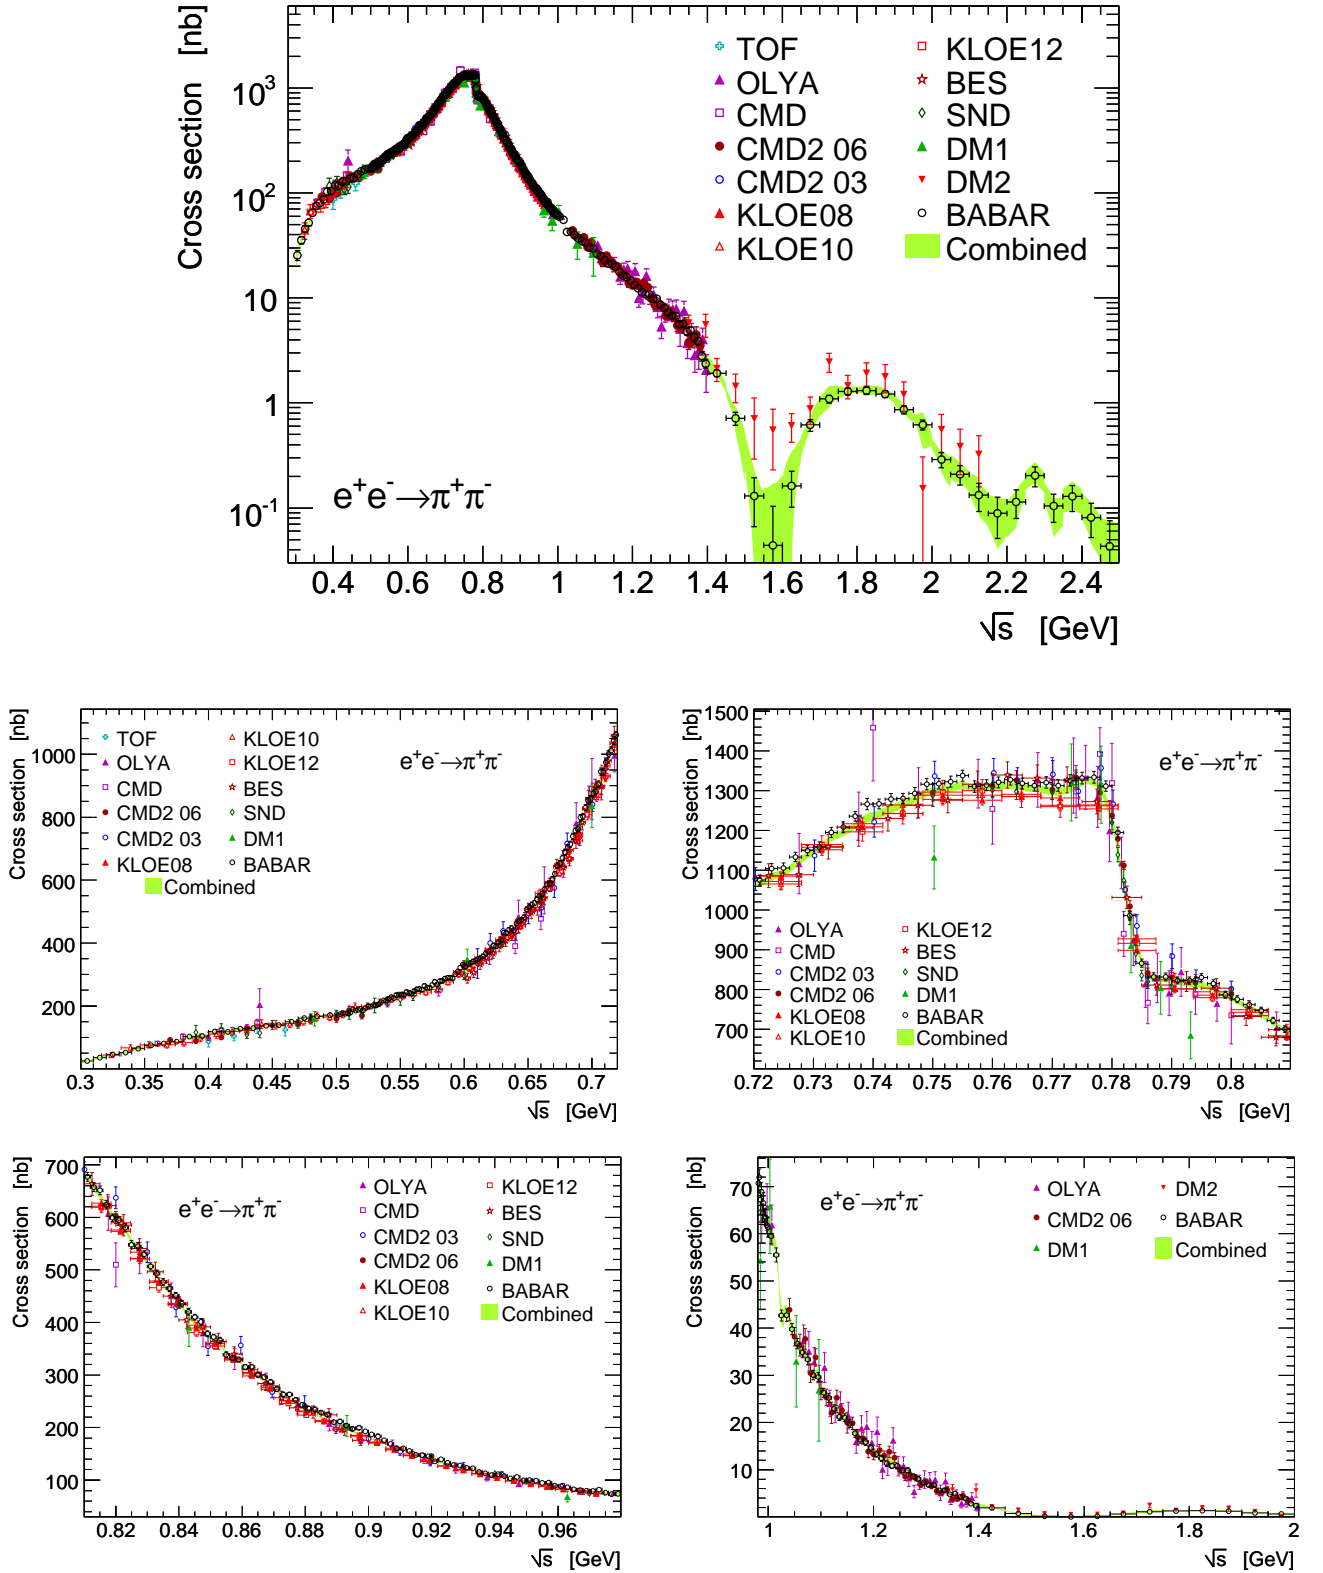 Cross section [nb]
10³
10²
10
1
10⁻¹
TOF
OLYA
CMD
CMD2 06
CMD2 03
KLOE08
KLOE10
KLOE12
BES
SND
DM1
DM2
BABAR
Combined
e⁺e⁻→π⁺π⁻
0.4 0.6 0.8 1 1.2 1.4 1.6 1.8 2 2.2 2.4
√s [GeV]
Cross section [nb]
1000
800
600
400
200
TOF
OLYA
CMD
CMD2 06
CMD2 03
KLOE08
KLOE10
KLOE12
BES
SND
DM1
BABAR
Combined
e⁺e⁻→π⁺π⁻
0.3 0.35 0.4 0.45 0.5 0.55 0.6 0.65 0.7
√s [GeV]
Cross section [nb]
1500
1400
1300
1200
1100
1000
900
800
700
e⁺e⁻→π⁺π⁻
OLYA
CMD
CMD2 03
CMD2 06
KLOE08
KLOE10
KLOE12
BES
SND
DM1
BABAR
Combined
0.72 0.73 0.74 0.75 0.76 0.77 0.78 0.79 0.8
√s [GeV]
Cross section [nb]
700
600
500
400
300
200
100
e⁺e⁻→π⁺π⁻
OLYA
CMD
CMD2 03
CMD2 06
KLOE08
KLOE10
KLOE12
BES
SND
DM1
BABAR
Combined
0.82 0.84 0.86 0.88 0.9 0.92 0.94 0.96
√s [GeV]
Cross section [nb]
70
60
50
40
30
20
10
e⁺e⁻→π⁺π⁻
OLYA
CMD2 06
DM1
DM2
BABAR
Combined
1 1.2 1.4 1.6 1.8 2
√s [GeV]